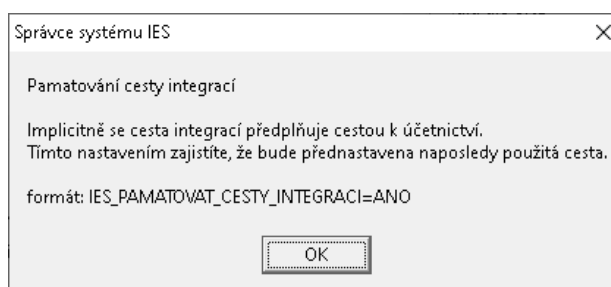 Správce systému IES
Pamatování cesty integrací
Implicitně se cesta integrací předplňuje cestou k účetnictví.
Tímto nastavením zajistíte, že bude přednastavena naposledy použitá cesta.
formát: IES_PAMATOVAT_CESTY_INTEGRACI=ANO
OK